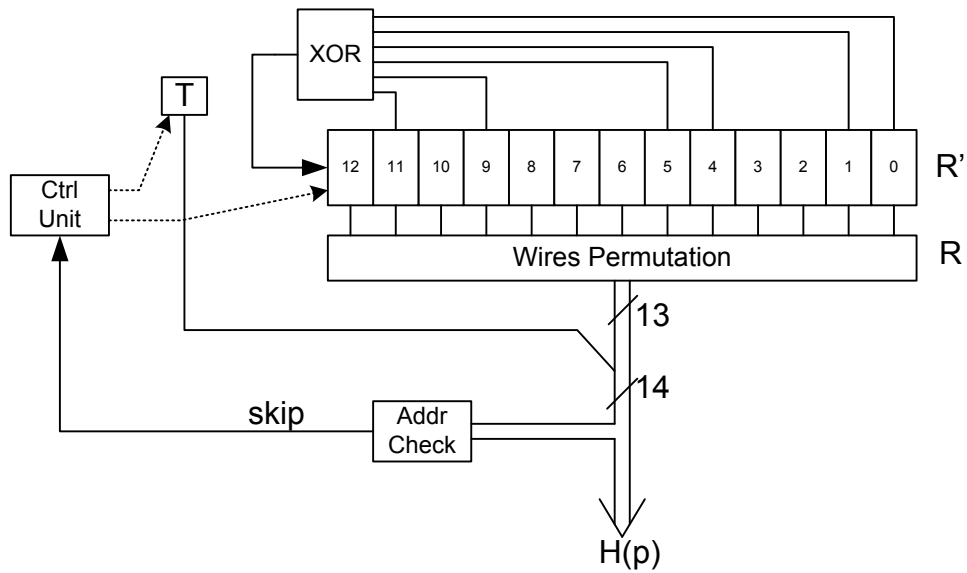 XOR
T
12 11 10 9 8 7 6 5 4 3 2 1 0
R'
Ctrl
Unit
Wires Permutation
R
13
14
skip
Addr
Check
H(p)